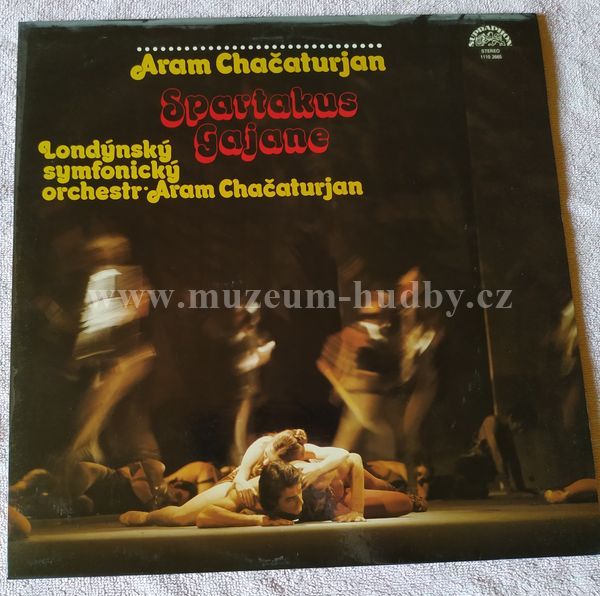 Aram Chačaturjan
SUPRAPHON
STEREO
1110 2665
Spartakus
Gajane
Londýnský
symfonický
orchestr·Aram Chačaturjan
www.muzeum-hudby.cz